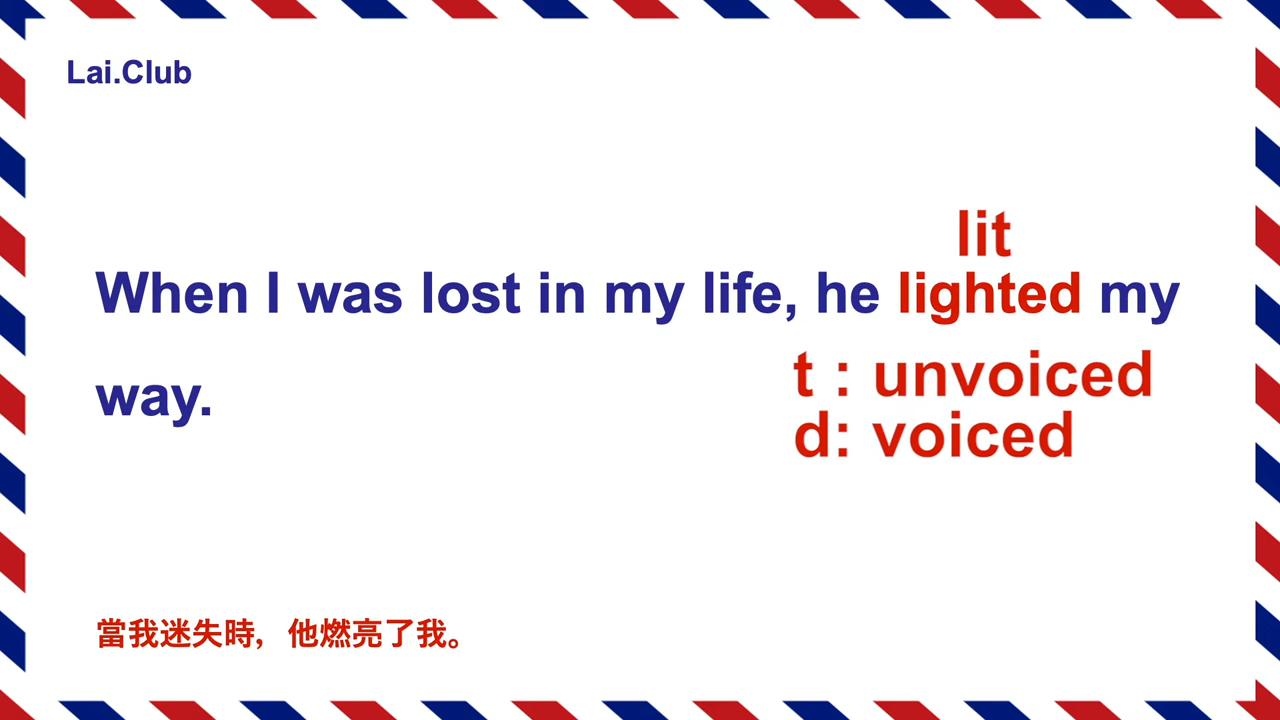 Lai.Club
lit
When I was lost in my life, he lighted my
t : unvoiced
way.
d: voiced
當我迷失時，他燃亮了我。